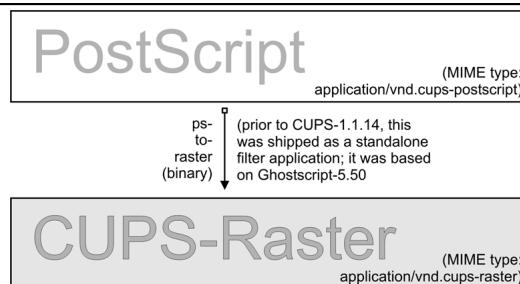 PostScript
(MIME type:
application/vnd.cups-postscript)
ps-
to-
raster
(binary)
(prior to CUPS-1.1.14, this
was shipped as a standalone
filter application; it was based
on Ghostscript-5.50
CUPS-Raster
(MIME type:
application/vnd.cups-raster)